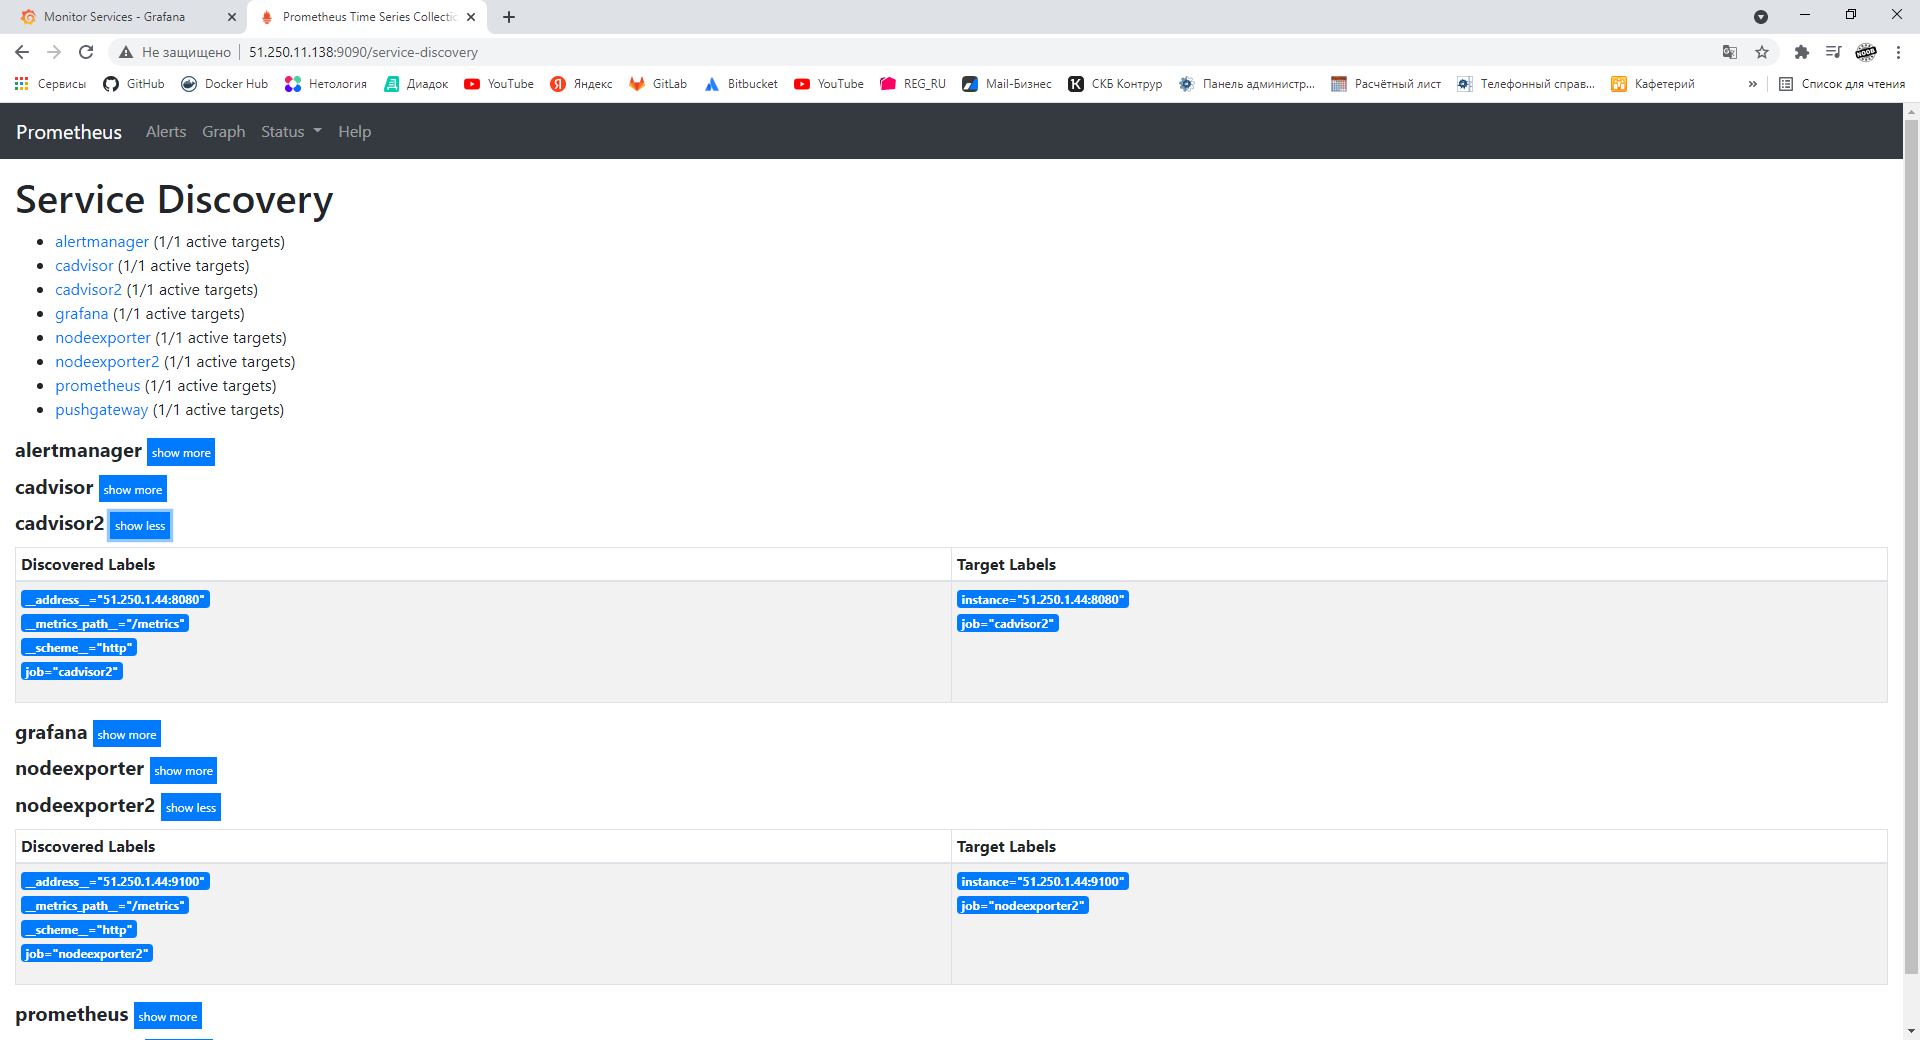 Monitor Services - Grafana
Prometheus Time Series Collectio
Не защищено
51.250.11.138:9090/service-discovery
Сервисы
GitHub
Docker Hub
Нетология
Диадок
YouTube
Яндекс
GitLab
Bitbucket
YouTube
REG_RU
Mail-Бизнес
СКБ Контрур
Панель администр...
Расчётный лист
Телефонный справ...
Кафетерий
»
Список для чтения
Prometheus
Alerts
Graph
Status
Help
Service Discovery
• alertmanager (1/1 active targets)
• cadvisor (1/1 active targets)
• cadvisor2 (1/1 active targets)
• grafana (1/1 active targets)
• nodeexporter (1/1 active targets)
• nodeexporter2 (1/1 active targets)
• prometheus (1/1 active targets)
• pushgateway (1/1 active targets)
alertmanager show more
cadvisor show more
cadvisor2 show less
Discovered Labels
Target Labels
__address__="51.250.1.44:8080"
__metrics_path__="/metrics"
__scheme__="http"
job="cadvisor2"
instance="51.250.1.44:8080"
job="cadvisor2"
grafana show more
nodeexporter show more
nodeexporter2 show less
Discovered Labels
Target Labels
__address__="51.250.1.44:9100"
__metrics_path__="/metrics"
__scheme__="http"
job="nodeexporter2"
instance="51.250.1.44:9100"
job="nodeexporter2"
prometheus show more